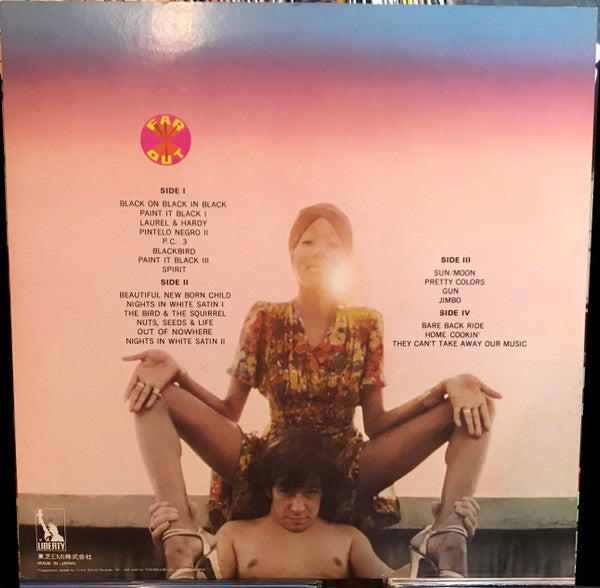 FAR
OUT
SIDE I
BLACK ON BLACK IN BLACK
PAINT IT BLACK I
LAUREL & HARDY
PINTELO NEGRO II
P.C. 3
BLACKBIRD
PAINT IT BLACK III
SPIRIT
SIDE II
BEAUTIFUL NEW BORN CHILD
NIGHTS IN WHITE SATIN I
THE BIRD & THE SQUIRREL
NUTS, SEEDS & LIFE
OUT OF NOWHERE
NIGHTS IN WHITE SATIN II
SIDE III
SUN/MOON
PRETTY COLORS
GUN
JIMBO
SIDE IV
BARE BACK RIDE
HOME COOKIN'
THEY CAN'T TAKE AWAY OUR MUSIC
LIBERTY
東芝EMI株式会社
MADE IN JAPAN